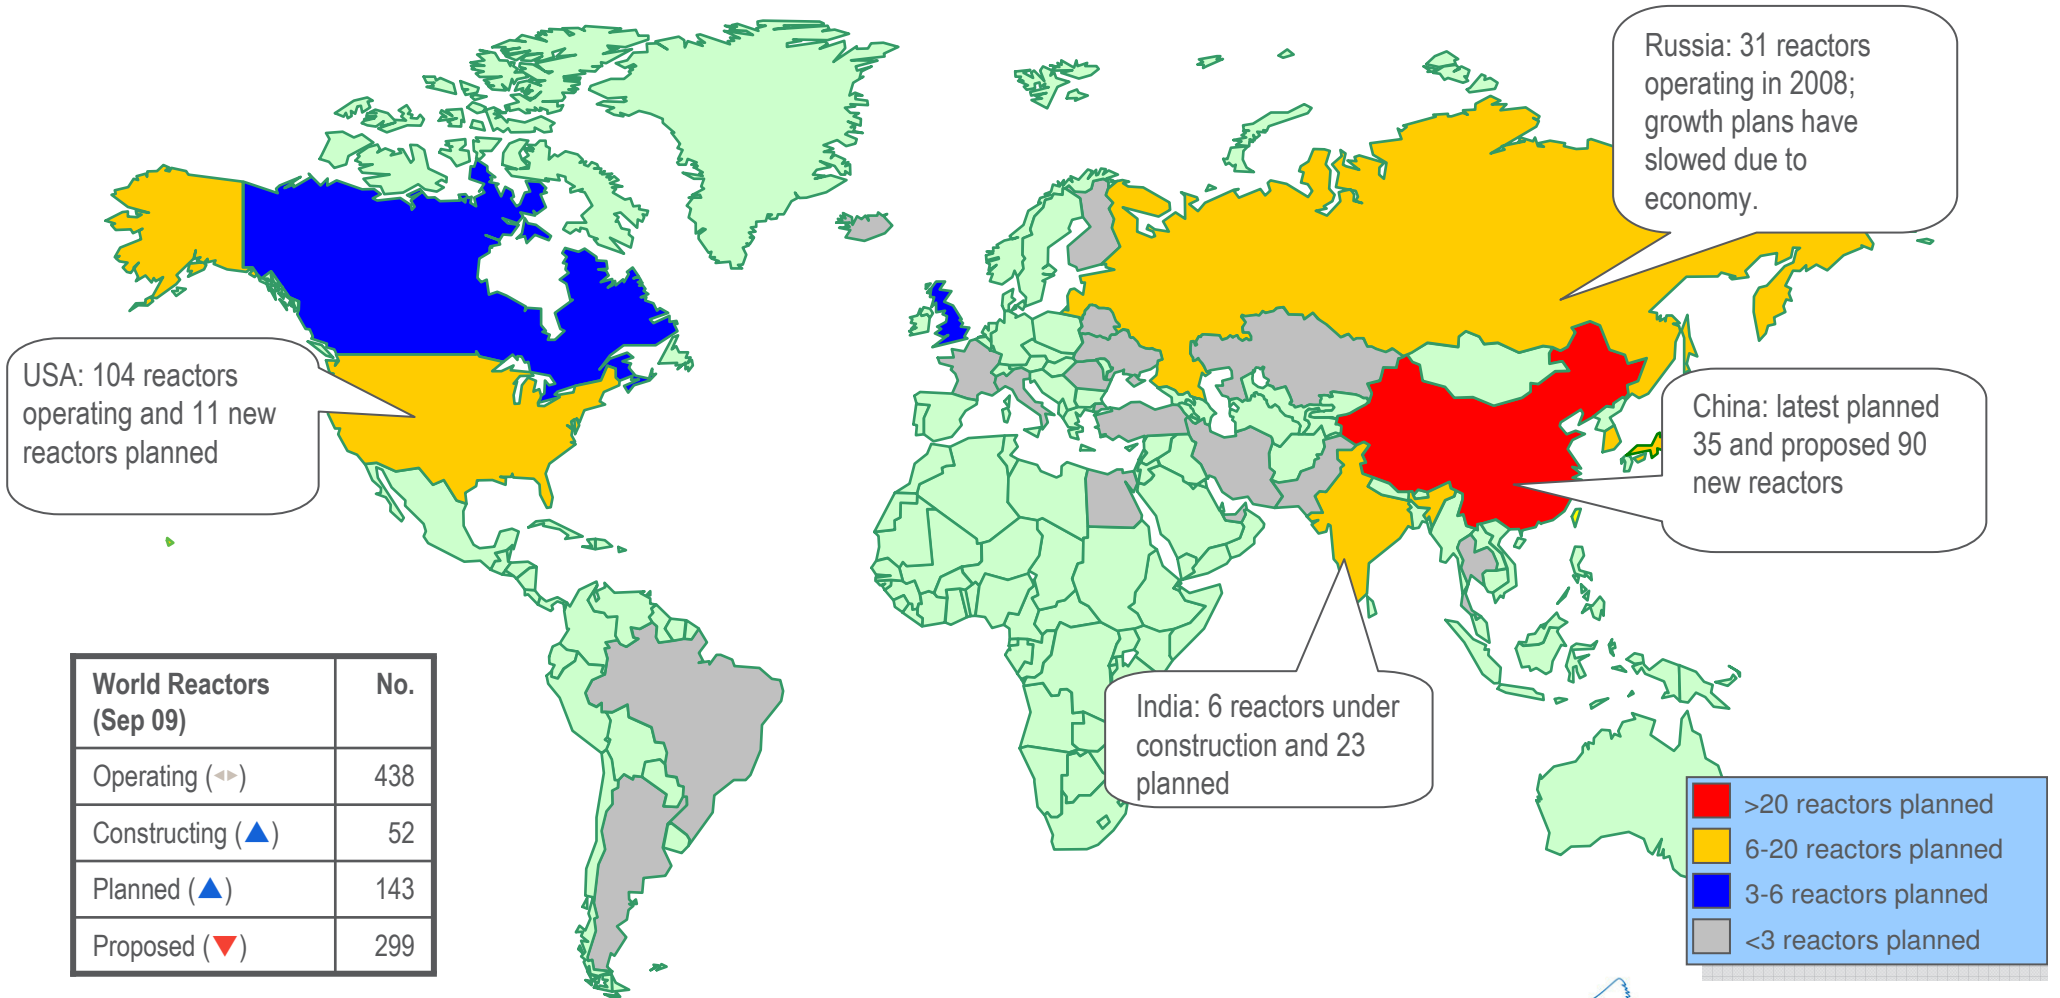 Russia: 31 reactors
operating in 2008;
growth plans have
slowed due to
economy.
USA: 104 reactors
operating and 11 new
reactors planned
China: latest planned
35 and proposed 90
new reactors
India: 6 reactors under
construction and 23
planned
World Reactors No.
(Sep 09)
Operating (◂▸) 438
Constructing (▲) 52
Planned (▲) 143
Proposed (▼) 299
>20 reactors planned
6-20 reactors planned
3-6 reactors planned
<3 reactors planned